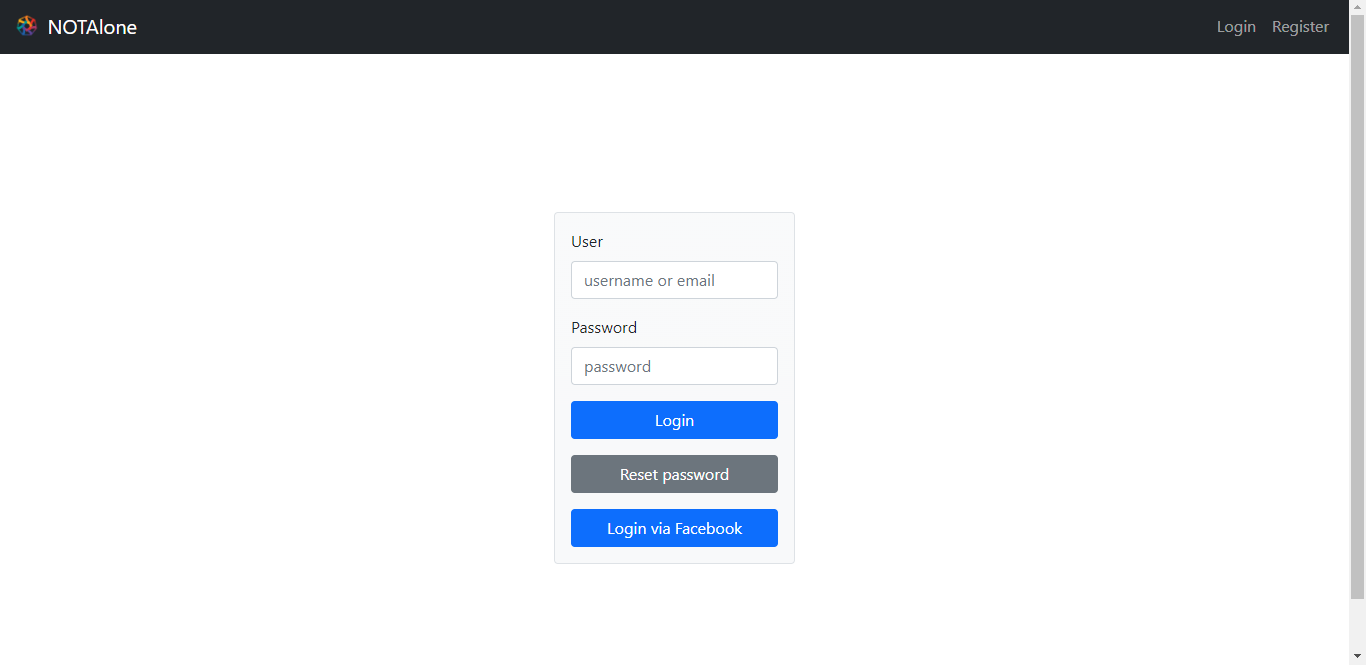 NOTAlone
Login Register
User
username or email
Password
password
Login
Reset password
Login via Facebook